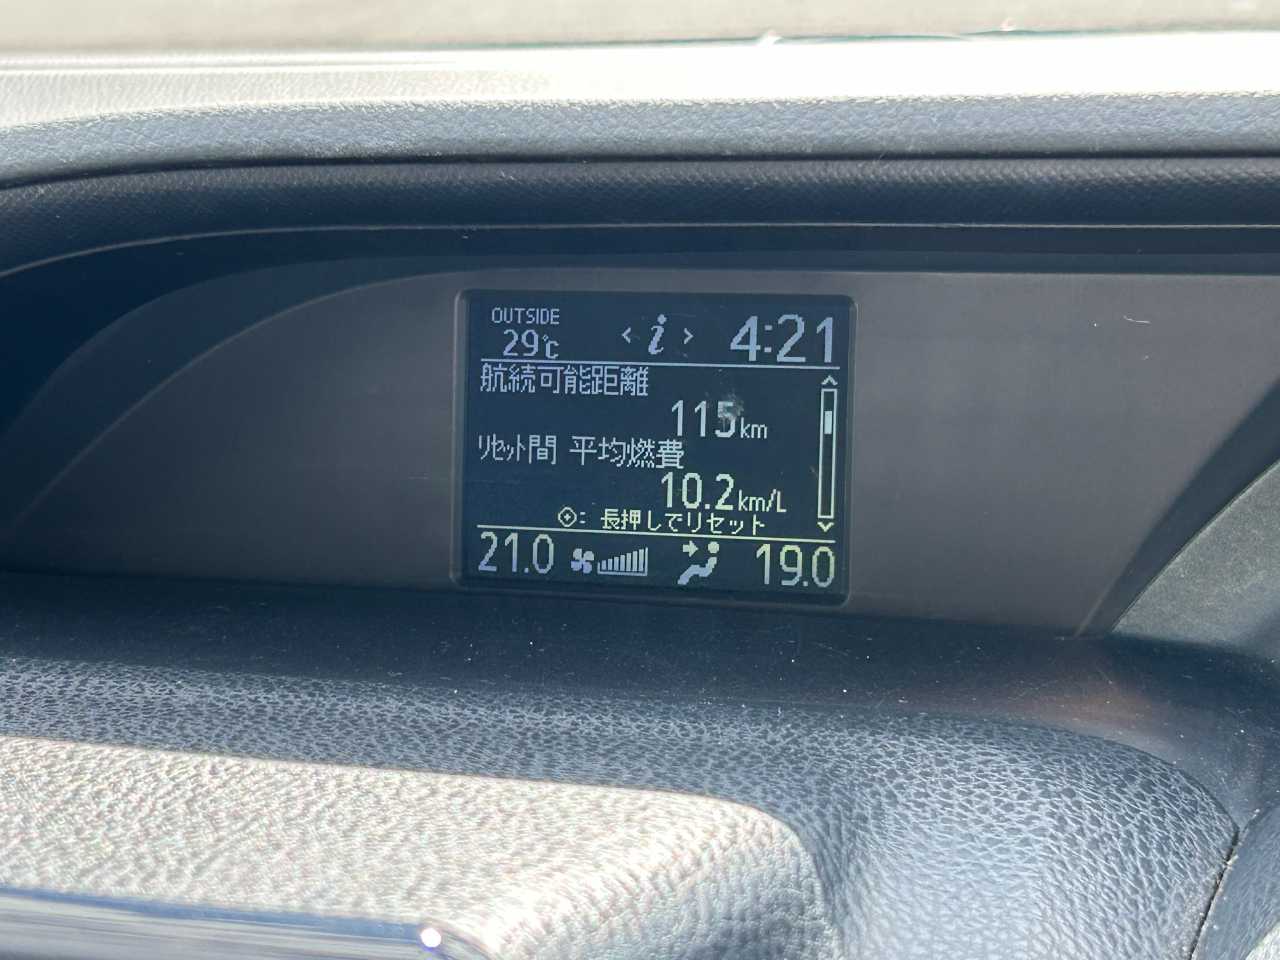 OUTSIDE
29℃ < i > 4:21
航続可能距離
115km
リセット間 平均燃費
10.2km/L
: 長押しでリセット
21.0 19.0